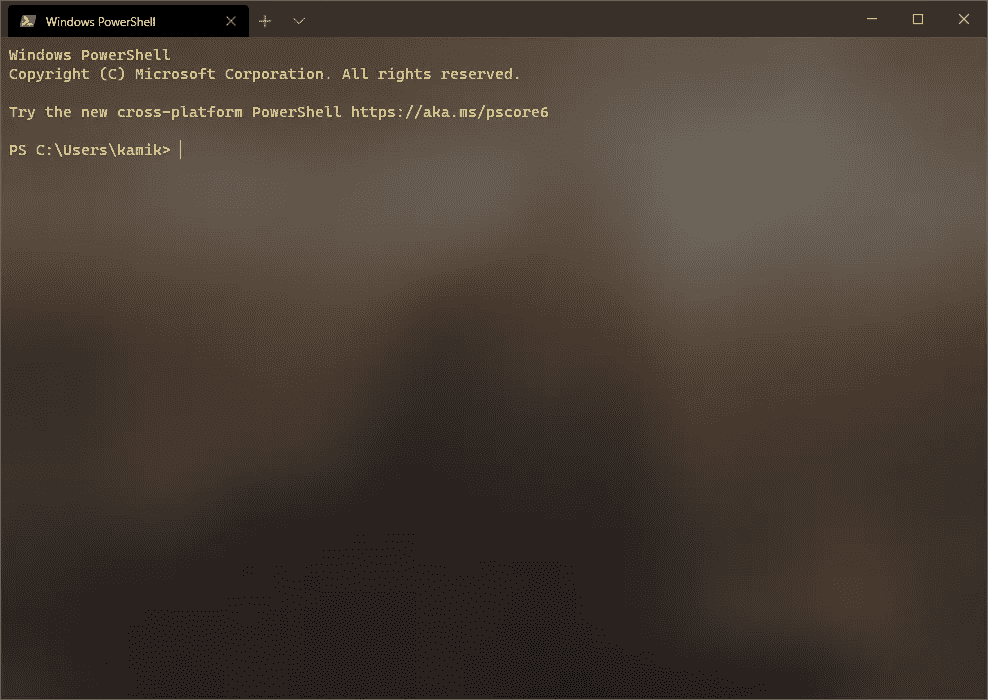 Windows PowerShell
Windows PowerShell
Copyright (C) Microsoft Corporation. All rights reserved.
Try the new cross-platform PowerShell https://aka.ms/pscore6
PS C:\Users\kamik>